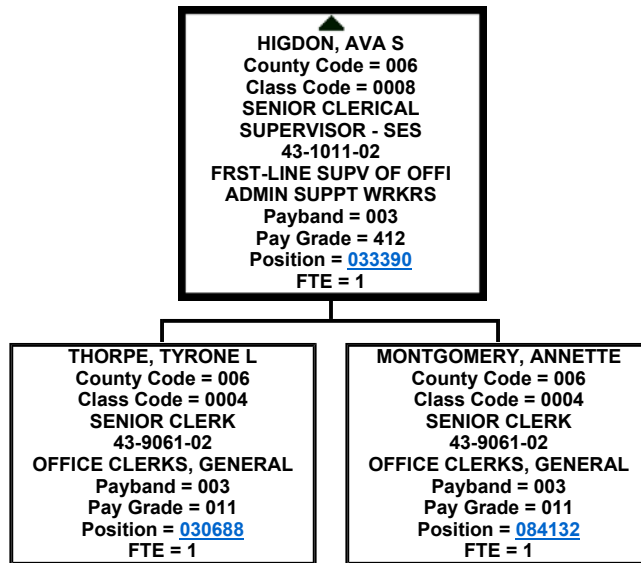 HIGDON, AVA S
County Code = 006
Class Code = 0008
SENIOR CLERICAL
SUPERVISOR - SES
43-1011-02
FRST-LINE SUPV OF OFFI
ADMIN SUPPT WRKRS
Payband = 003
Pay Grade = 412
Position = 033390
FTE = 1
THORPE, TYRONE L
County Code = 006
Class Code = 0004
SENIOR CLERK
43-9061-02
OFFICE CLERKS, GENERAL
Payband = 003
Pay Grade = 011
Position = 030688
FTE = 1
MONTGOMERY, ANNETTE
County Code = 006
Class Code = 0004
SENIOR CLERK
43-9061-02
OFFICE CLERKS, GENERAL
Payband = 003
Pay Grade = 011
Position = 084132
FTE = 1